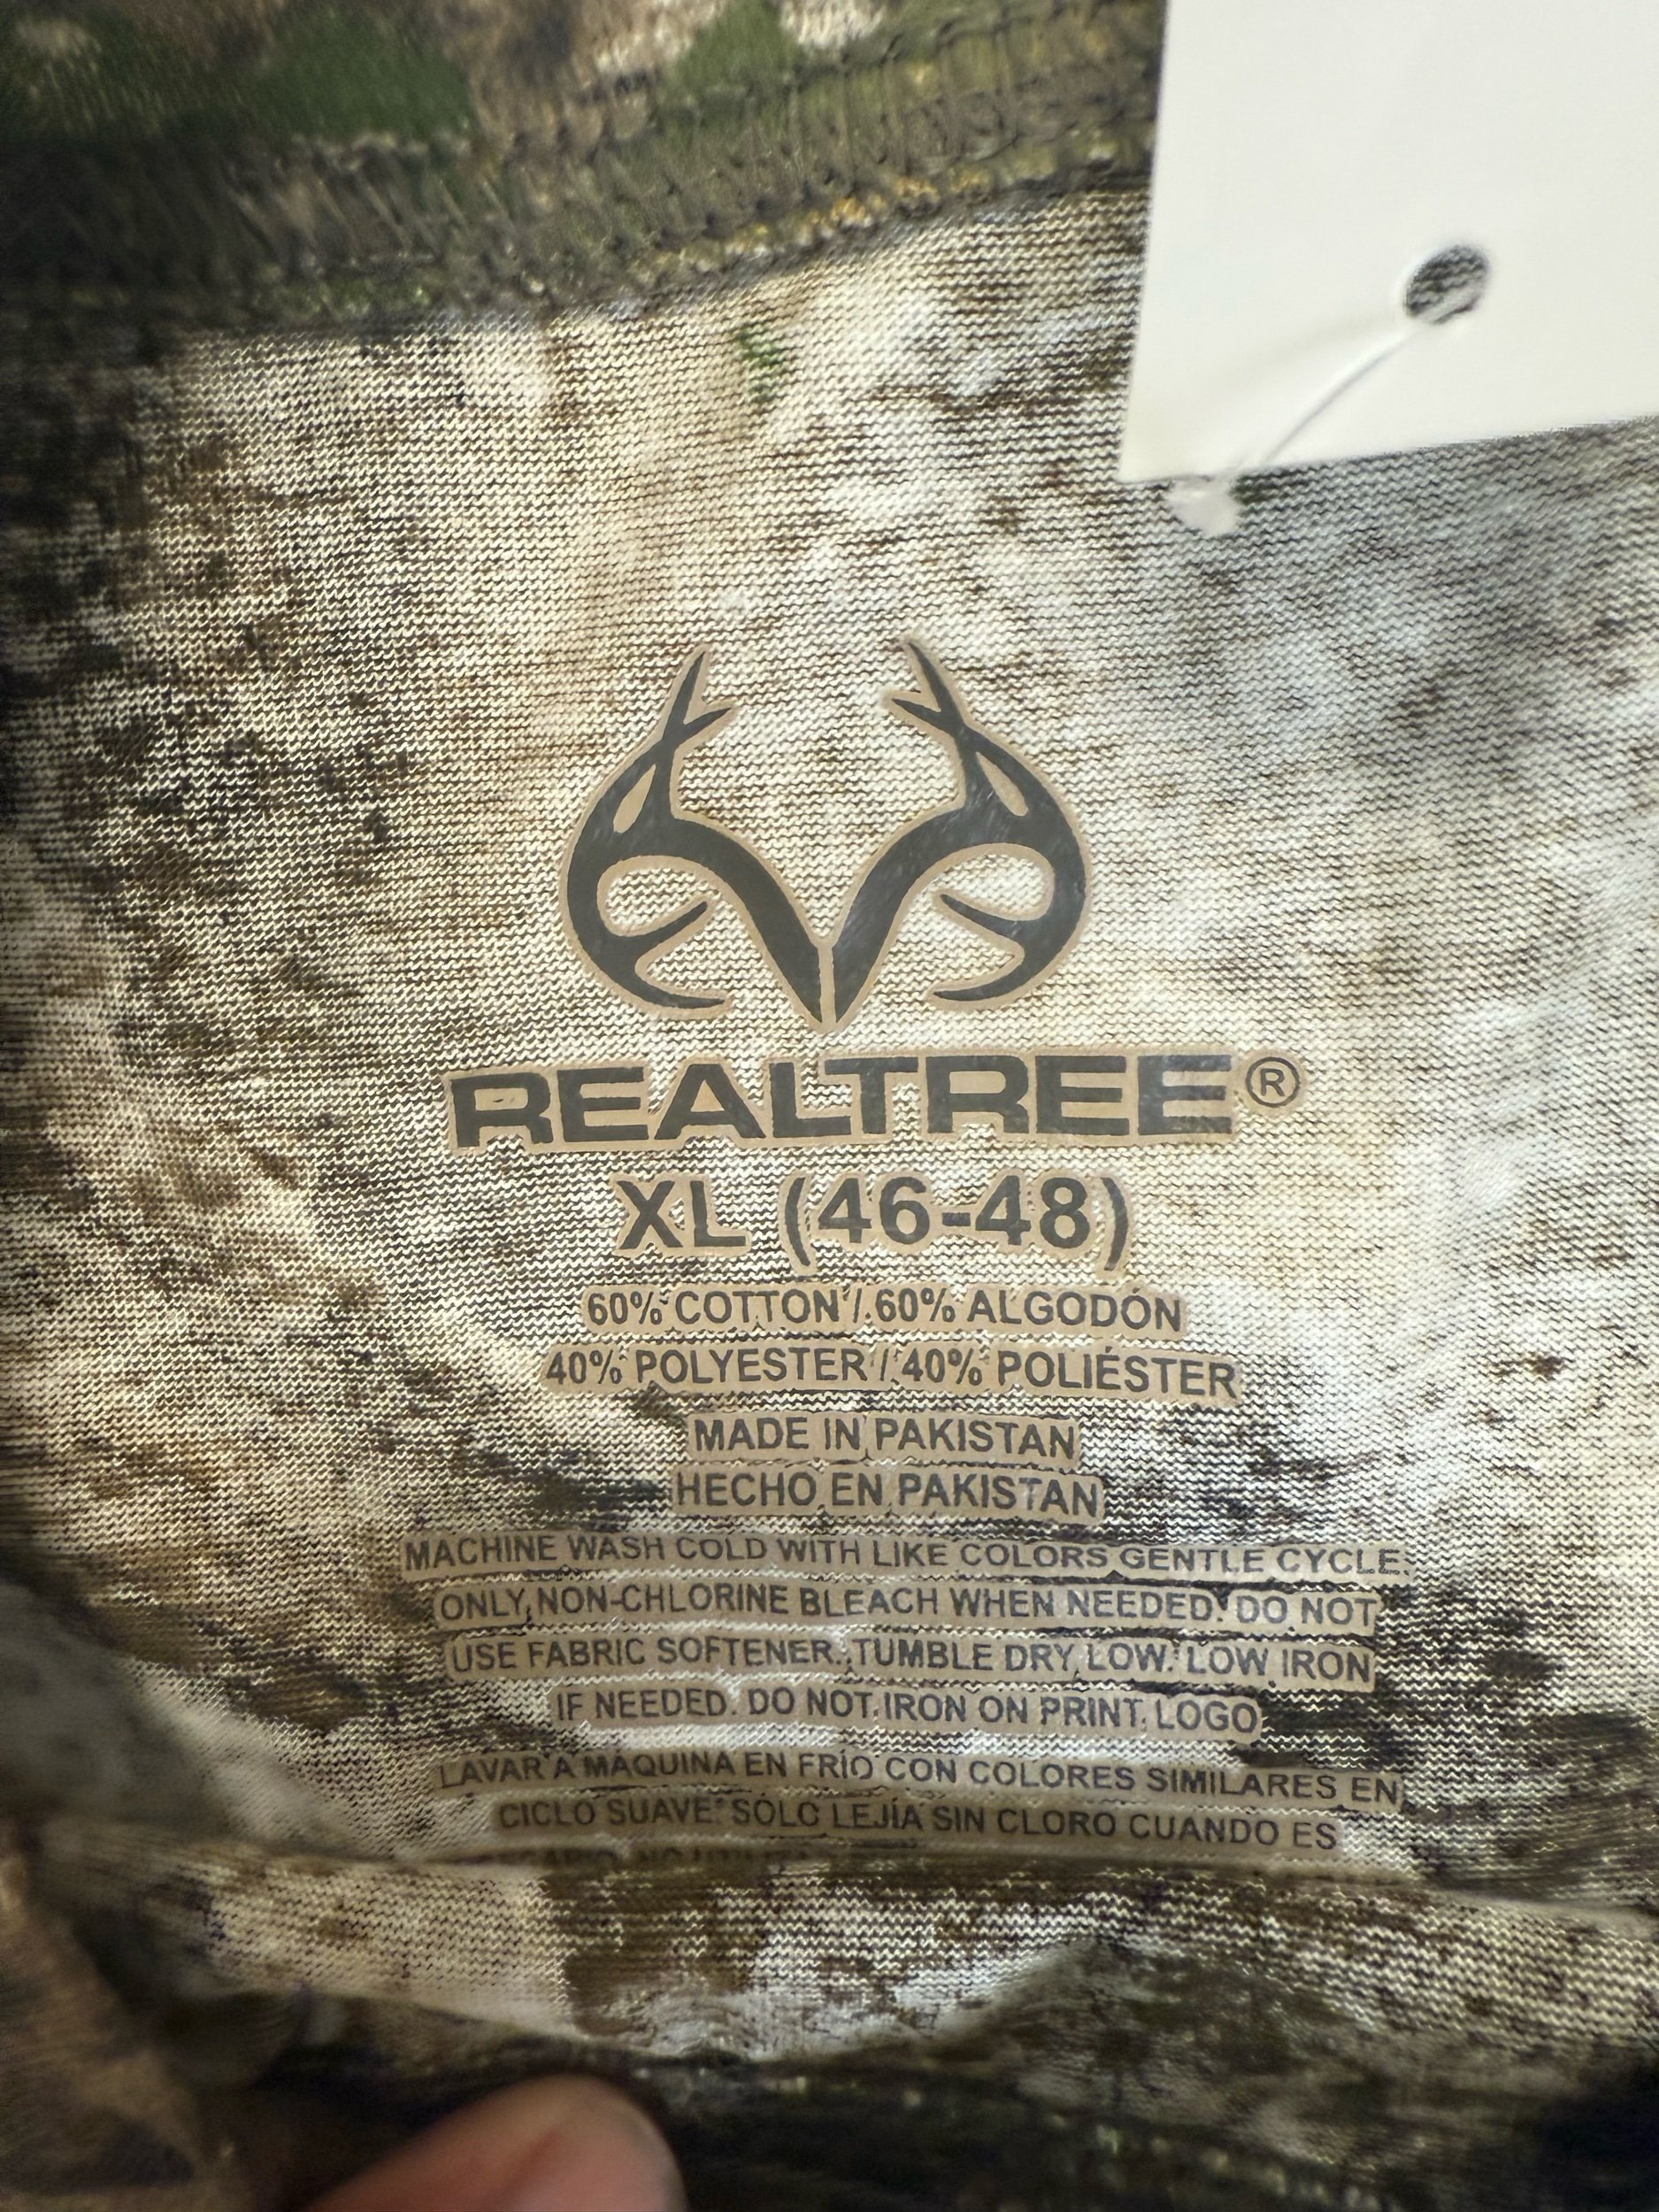 REALTREE®
XL (46-48)
60% COTTON / 60% ALGODÓN
40% POLYESTER / 40% POLIÉSTER
MADE IN PAKISTAN
HECHO EN PAKISTAN
MACHINE WASH COLD WITH LIKE COLORS GENTLE CYCLE.
ONLY NON-CHLORINE BLEACH WHEN NEEDED. DO NOT
USE FABRIC SOFTENER. TUMBLE DRY LOW. LOW IRON
IF NEEDED. DO NOT IRON ON PRINT LOGO
LAVAR A MÁQUINA EN FRÍO CON COLORES SIMILARES EN
CICLO SUAVE. SÓLO LEJÍA SIN CLORO CUANDO ES